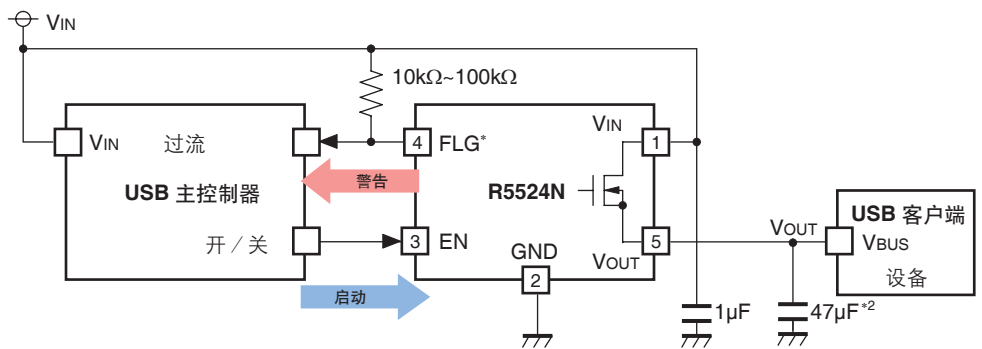 VIN
10kΩ~100kΩ
VIN
过流
4
FLG*
VIN
1
警告
USB 主控制器
R5524N
USB 客户端
VOUT
VBUS
设备
开／关
3
EN
GND
2
VOUT
5
启动
1μF
47μF*2